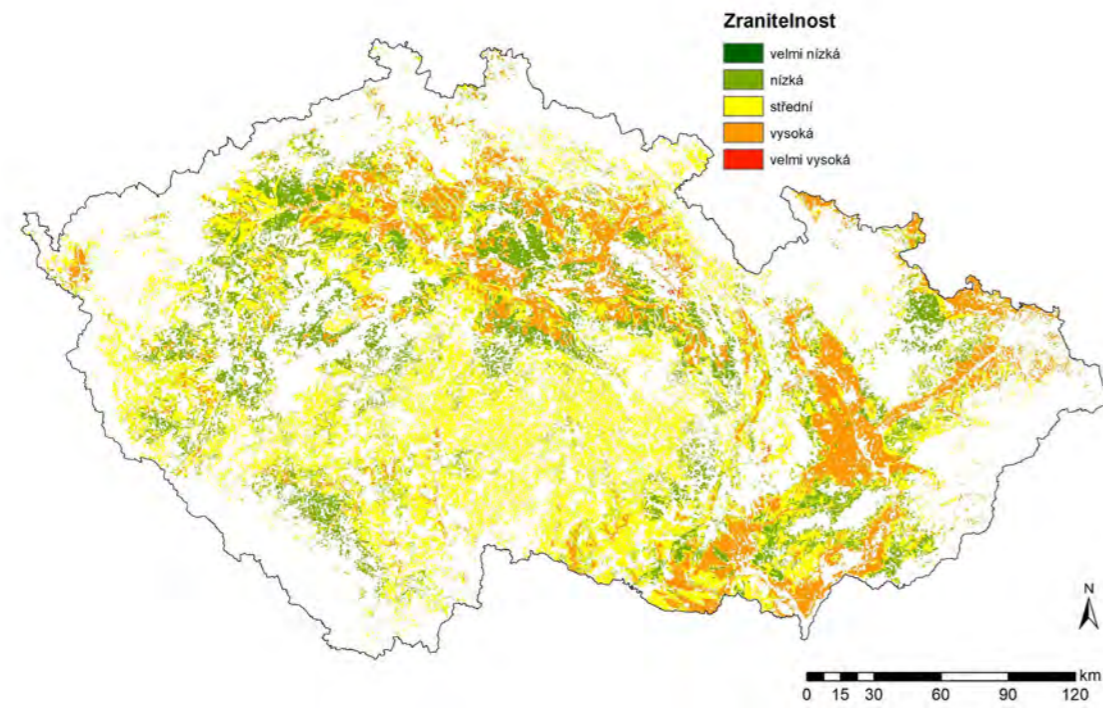 Zranitelnost
velmi nízká
nízká
střední
vysoká
velmi vysoká
N
km
0 15 30 60 90 120